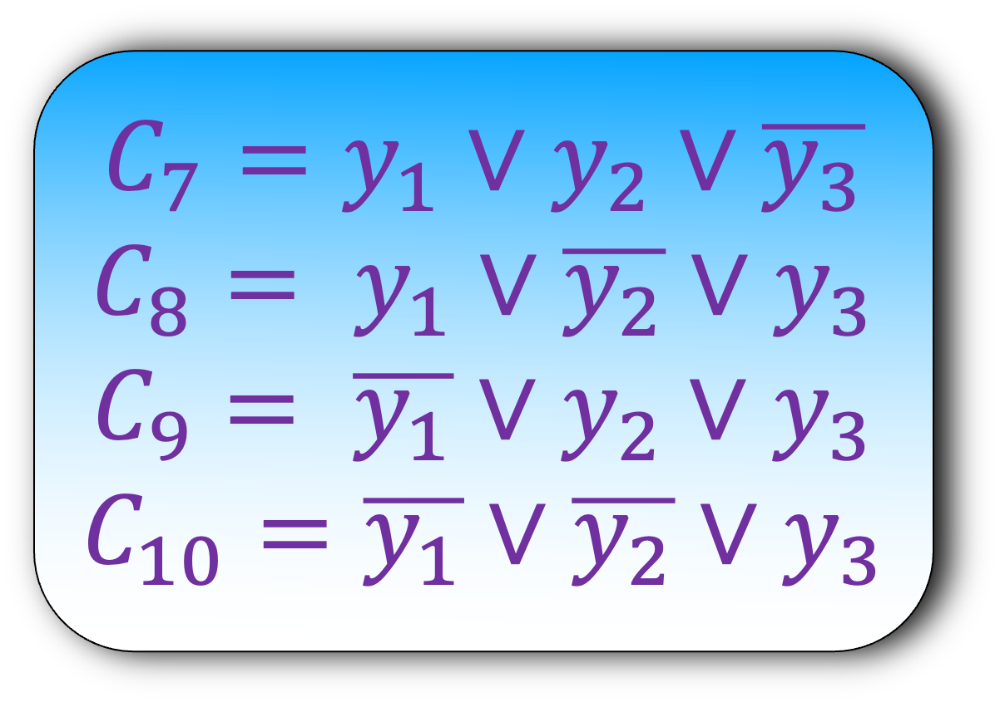 C₇ = y₁ ∨ y₂ ∨ y̅₃
C₈ = y₁ ∨ y̅₂ ∨ y₃
C₉ = y̅₁ ∨ y₂ ∨ y₃
C₁₀ = y̅₁ ∨ y̅₂ ∨ y₃